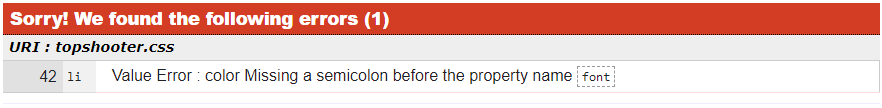 Sorry! We found the following errors (1)
URI : topshooter.css
42 li Value Error : color Missing a semicolon before the property name font